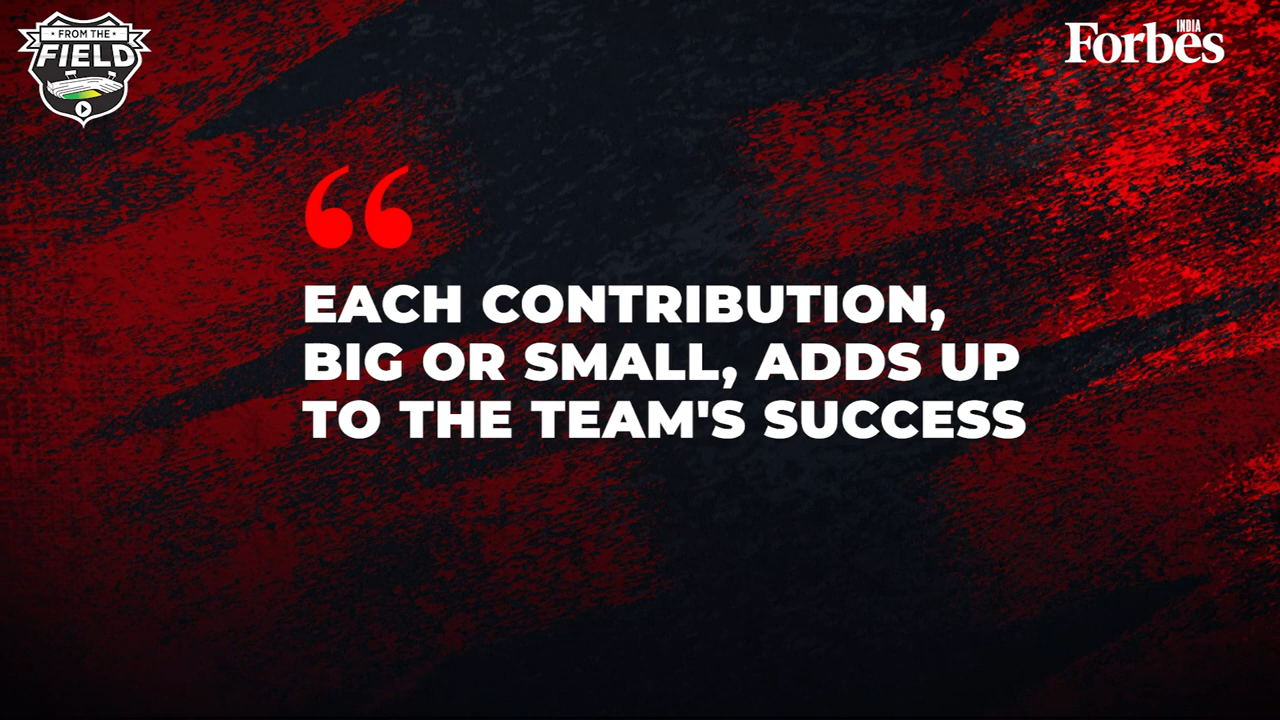 FROM THE
FIELD
Forbes
INDIA
“
EACH CONTRIBUTION,
BIG OR SMALL, ADDS UP
TO THE TEAM'S SUCCESS